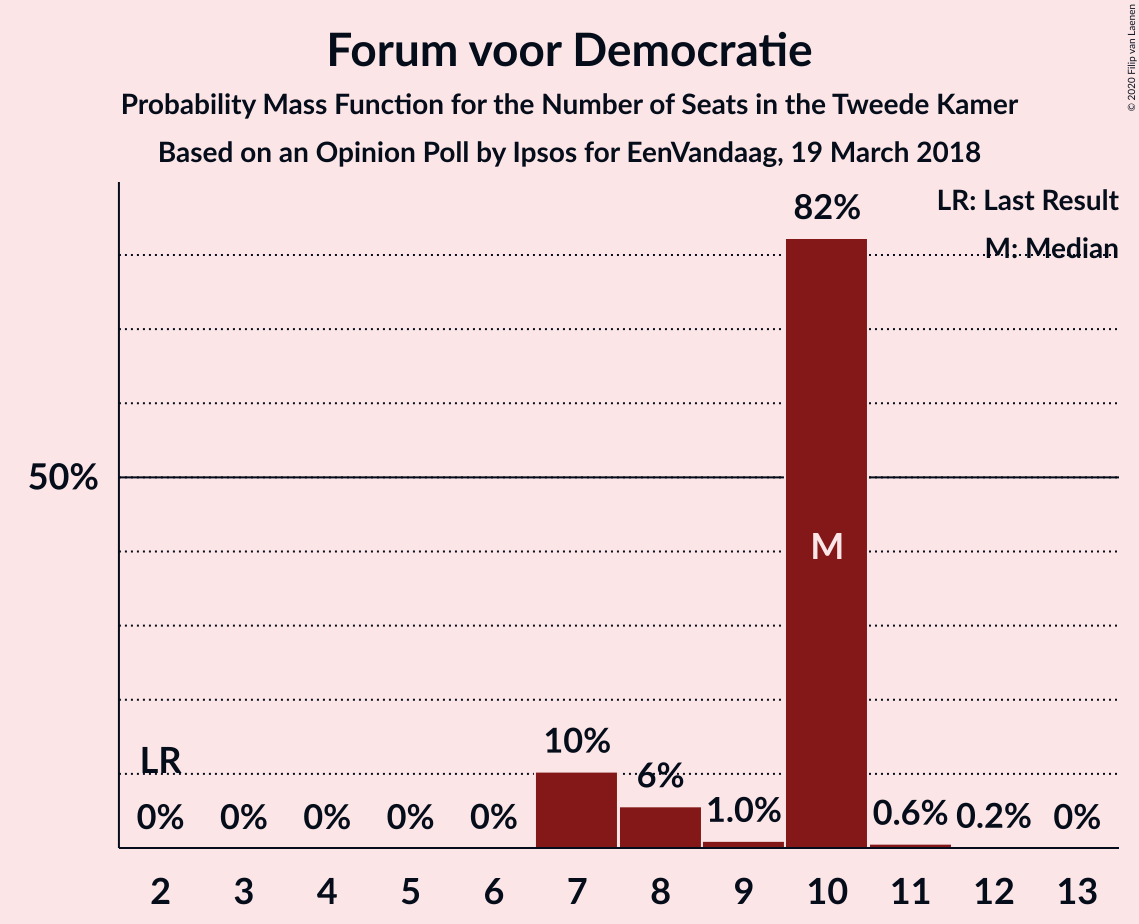 Forum voor Democratie
Probability Mass Function for the Number of Seats in the Tweede Kamer
Based on an Opinion Poll by Ipsos for EenVandaag, 19 March 2018
© 2020 Filip van Laenen
LR: Last Result
M: Median
82%
50%
M
LR
10%
6%
0% 0% 0% 0% 0% 1.0% 0.6% 0.2% 0%
2 3 4 5 6 7 8 9 10 11 12 13